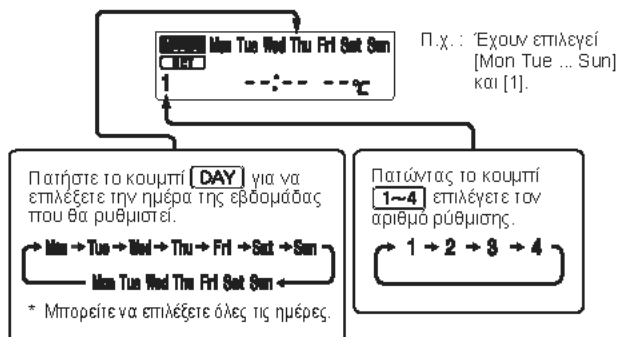 Mon Tue Wed Thu Fri Sat Sun
SET
1 --:-- --℃
Π.χ. : Έχουν επιλεγεί
[Mon Tue ... Sun]
και [1].
Πατήστε το κουμπί DAY για να
επιλέξετε την ημέρα της εβδομάδας
που θα ρυθμιστεί.
Mon → Tue → Wed → Thu → Fri → Sat → Sun
Mon Tue Wed Thu Fri Sat Sun
* Μπορείτε να επιλέξετε όλες τις ημέρες.
Πατώντας το κουμπί
1~4 επιλέγετε τον
αριθμό ρύθμισης.
1 → 2 → 3 → 4